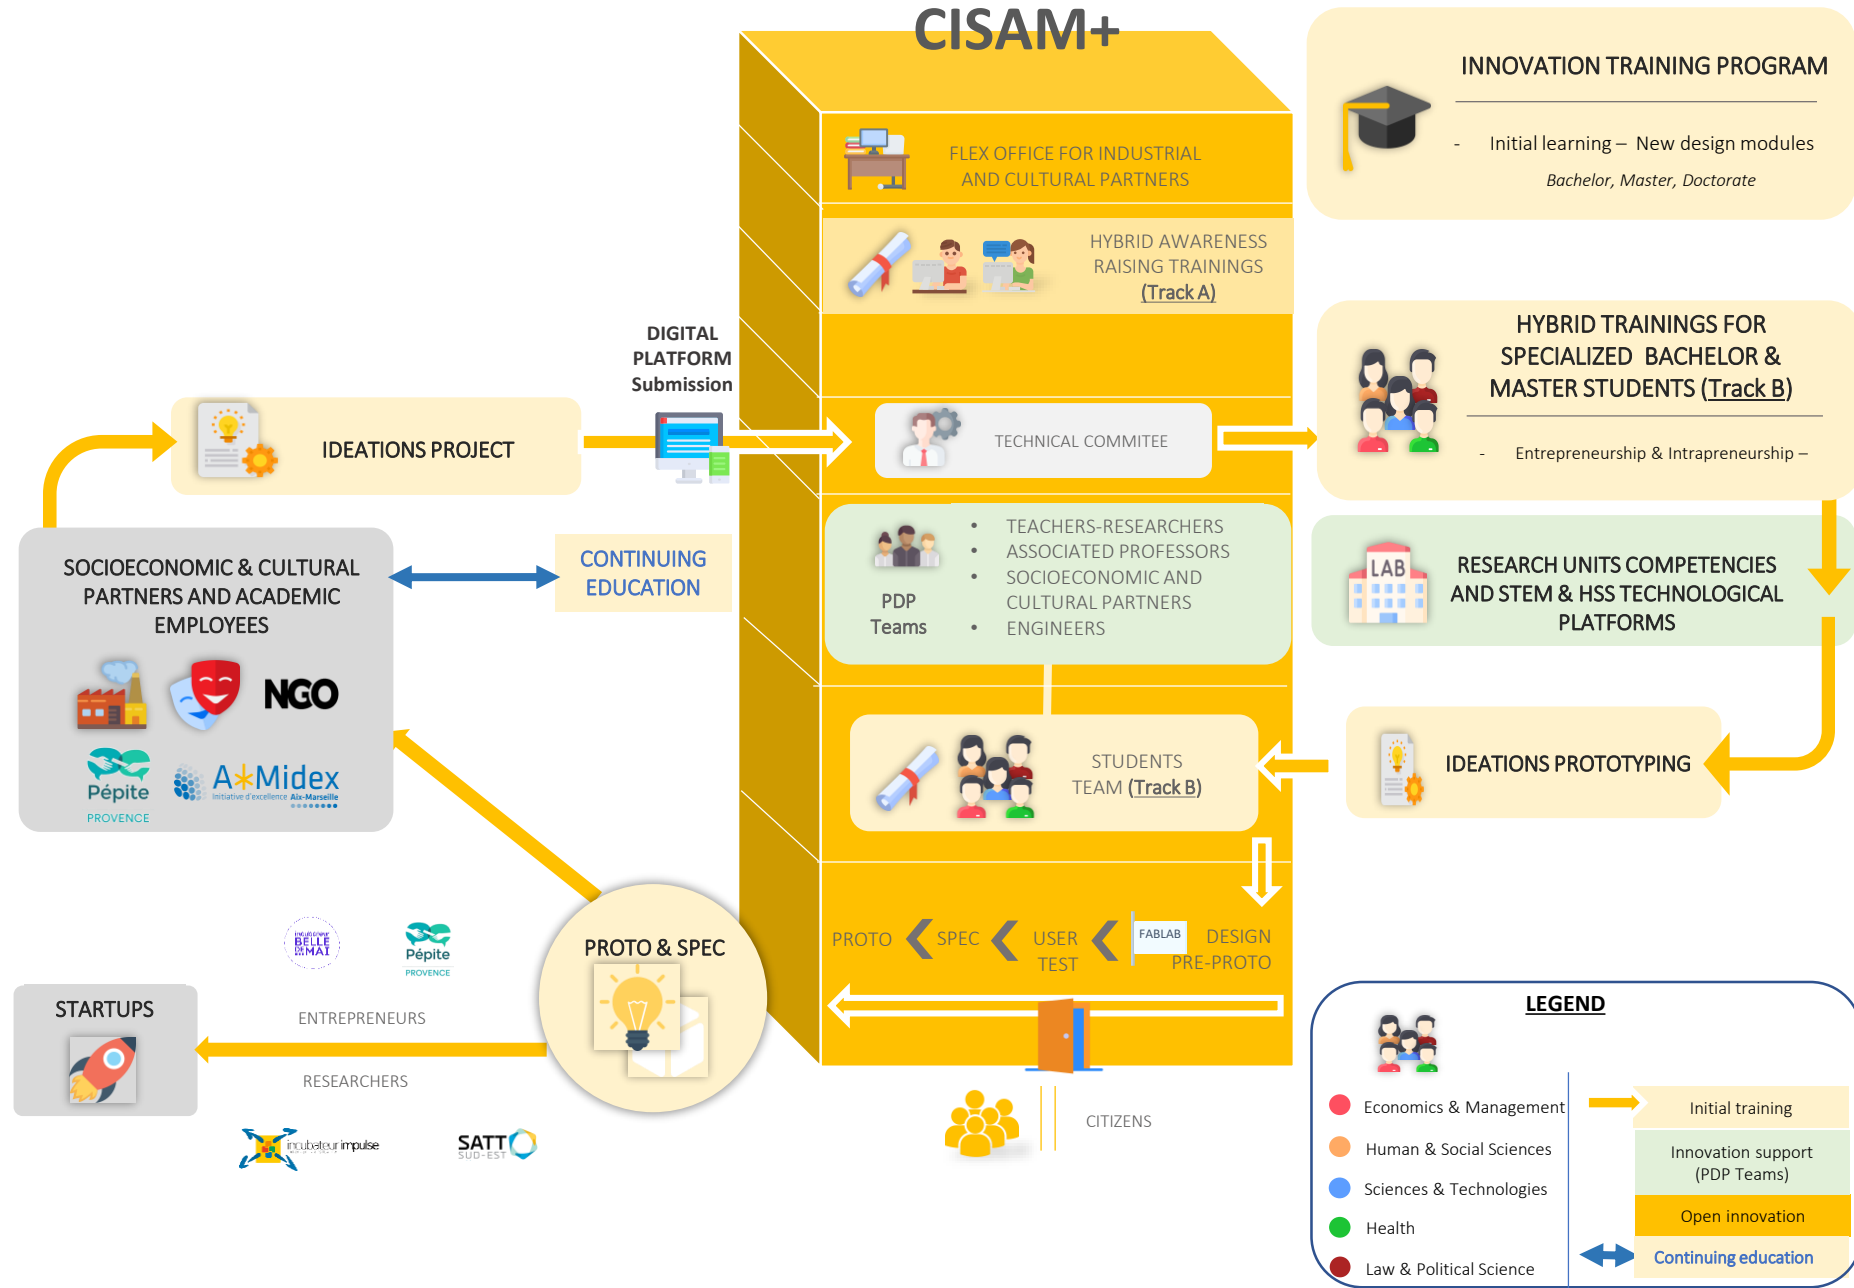 CISAM+
INNOVATION TRAINING PROGRAM
- Initial learning – New design modules
Bachelor, Master, Doctorate
FLEX OFFICE FOR INDUSTRIAL
AND CULTURAL PARTNERS
HYBRID AWARENESS
RAISING TRAININGS
(Track A)
DIGITAL
PLATFORM
Submission
HYBRID TRAININGS FOR
SPECIALIZED BACHELOR &
MASTER STUDENTS (Track B)
- Entrepreneurship & Intrapreneurship –
IDEATIONS PROJECT
TECHNICAL COMMITEE
SOCIOECONOMIC & CULTURAL
PARTNERS AND ACADEMIC
EMPLOYEES
NGO
Pépite
PROVENCE
A*Midex
Initiative d'excellence Aix-Marseille
CONTINUING
EDUCATION
PDP
Teams
• TEACHERS-RESEARCHERS
• ASSOCIATED PROFESSORS
• SOCIOECONOMIC AND
CULTURAL PARTNERS
• ENGINEERS
LAB
RESEARCH UNITS COMPETENCIES
AND STEM & HSS TECHNOLOGICAL
PLATFORMS
STUDENTS
TEAM (Track B)
IDEATIONS PROTOTYPING
PROTO
SPEC
USER
TEST
FABLAB
DESIGN
PRE-PROTO
PROTO & SPEC
BELLE
DE MAI
Pépite
PROVENCE
STARTUPS
ENTREPRENEURS
RESEARCHERS
incubateur impulse
SATT
SUD-EST
CITIZENS
LEGEND
Economics & Management
Human & Social Sciences
Sciences & Technologies
Health
Law & Political Science
Initial training
Innovation support
(PDP Teams)
Open innovation
Continuing education